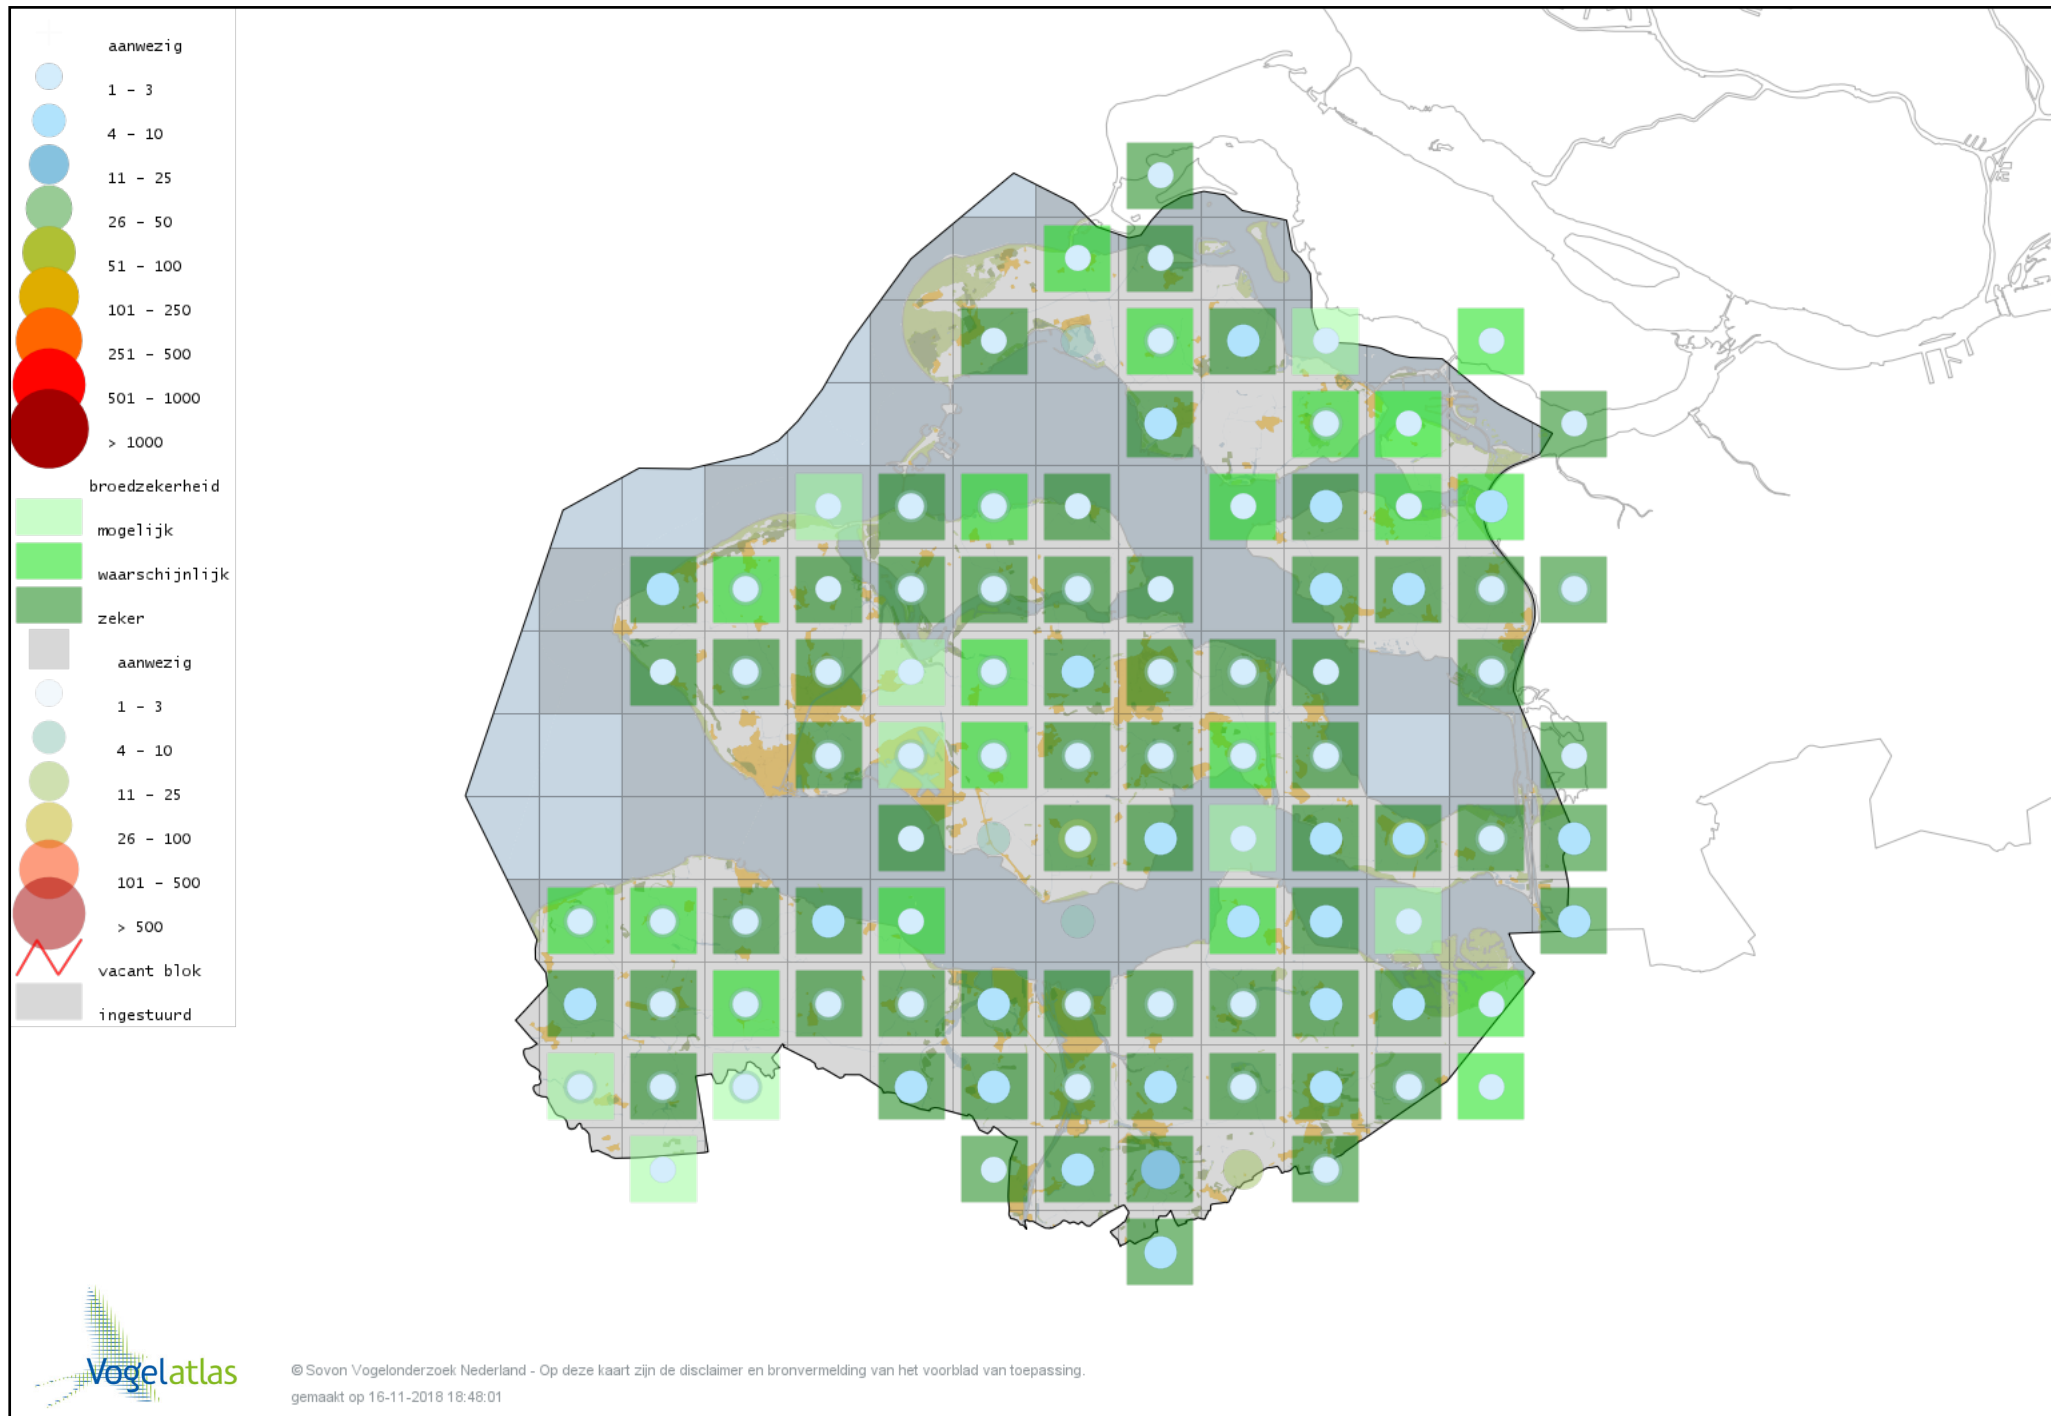 aanwezig
1 - 3
4 - 10
11 - 25
26 - 50
51 - 100
101 - 250
251 - 500
501 - 1000
> 1000
broedzekerheid
mogelijk
waarschijnlijk
zeker
aanwezig
1 - 3
4 - 10
11 - 25
26 - 100
101 - 500
> 500
vacant blok
ingestuurd
Vogelatlas
© Sovon Vogelonderzoek Nederland - Op deze kaart zijn de disclaimer en bronvermelding van het voorblad van toepassing.
gemaakt op 16-11-2018 18:48:01